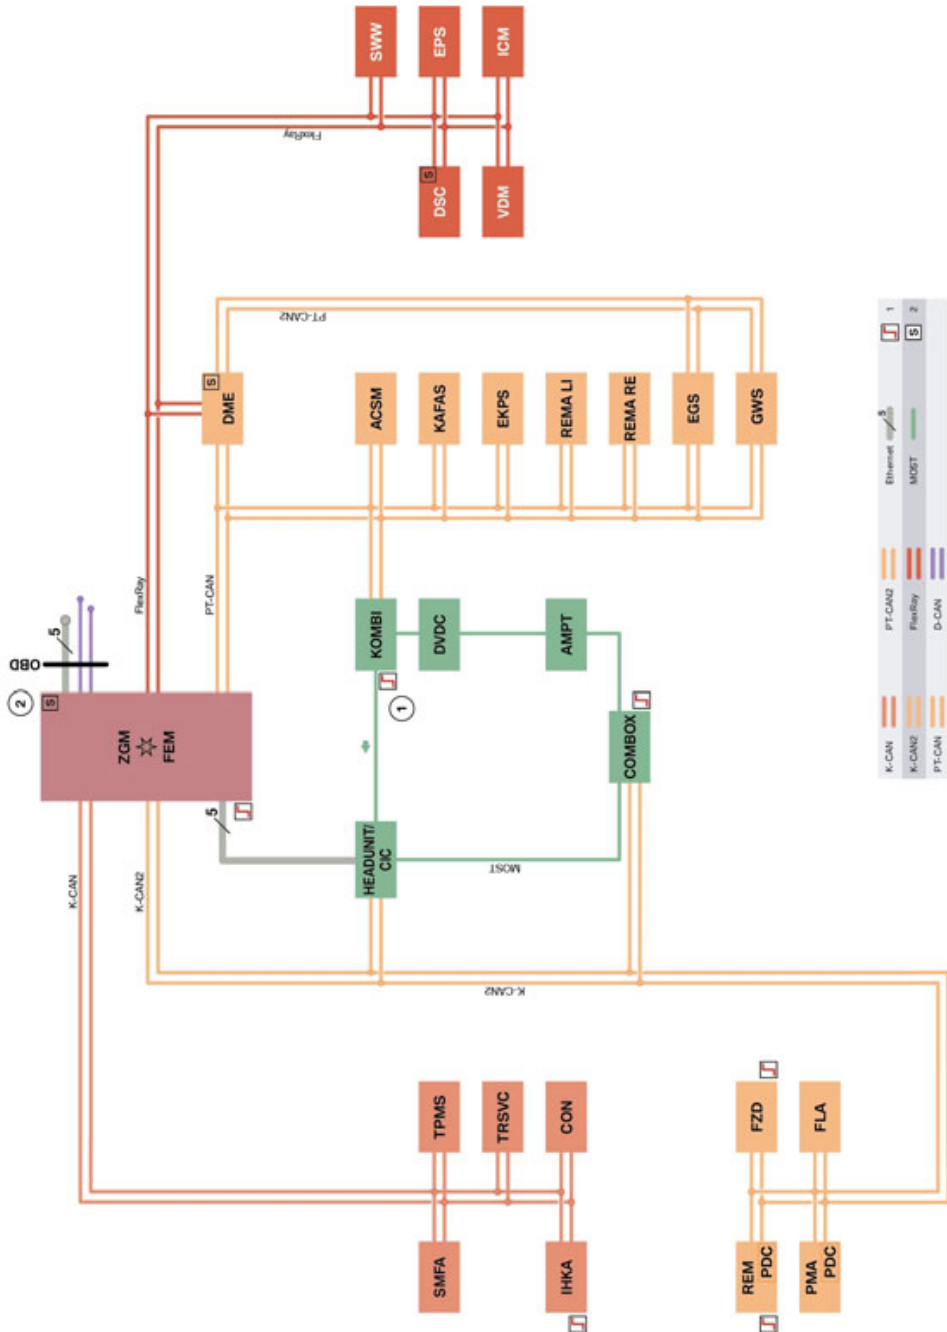 2
OBD
S
5
K-CAN
ZGM
K-CAN2
FlexRay
FEM
5
PT-CAN
S
DME
FlexRay
PT-CAN2
HEADUNIT/
CIC
KOMBI
ACSM
SWW
1
SMFA
TPMS
DVDC
KAFAS
DSC
S
EPS
TRSVC
K-CAN2
MOST
EKPS
VDM
ICM
IHKA
CON
AMPT
REMA LI
COMBOX
REMA RE
EGS
REM
PDC
FZD
GWS
PMA
PDC
FLA
K-CAN PT-CAN2 Ethernet 5 1
K-CAN2 FlexRay MOST S 2
PT-CAN D-CAN